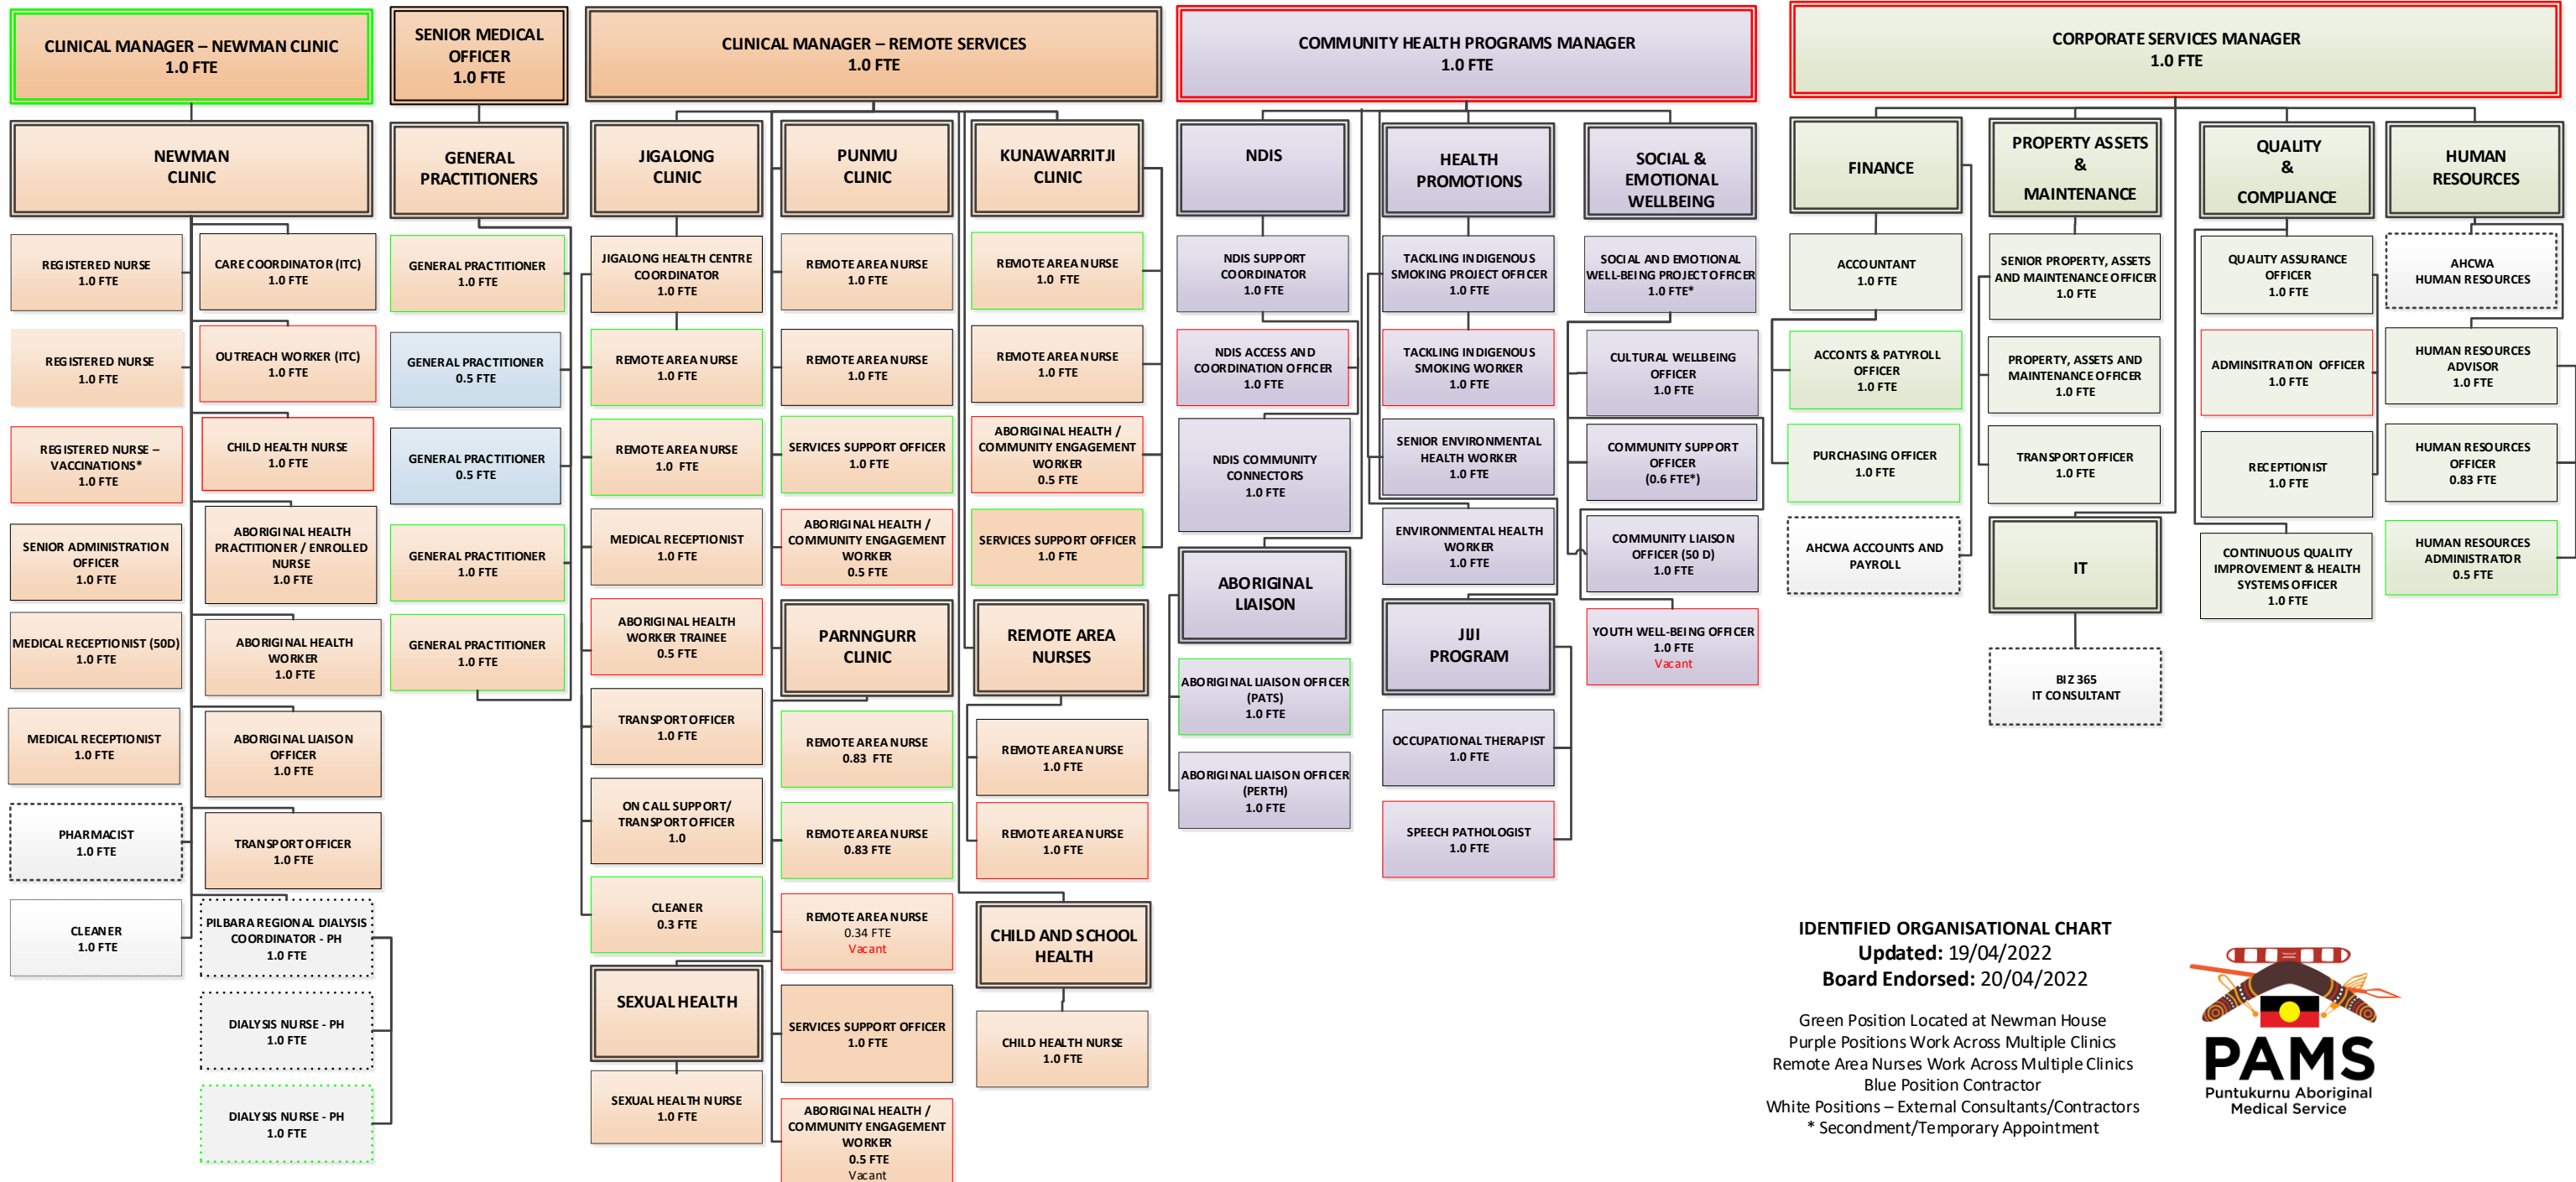 CLINICAL MANAGER – NEWMAN CLINIC
1.0 FTE
SENIOR MEDICAL
OFFICER
1.0 FTE
CLINICAL MANAGER – REMOTE SERVICES
1.0 FTE
COMMUNITY HEALTH PROGRAMS MANAGER
1.0 FTE
CORPORATE SERVICES MANAGER
1.0 FTE
NEWMAN
CLINIC
REGISTERED NURSE
1.0 FTE
REGISTERED NURSE
1.0 FTE
REGISTERED NURSE –
VACCINATIONS*
1.0 FTE
SENIOR ADMINISTRATION
OFFICER
1.0 FTE
MEDICAL RECEPTIONIST (50D)
1.0 FTE
MEDICAL RECEPTIONIST
1.0 FTE
PHARMACIST
1.0 FTE
CLEANER
1.0 FTE
CARE COORDINATOR (ITC)
1.0 FTE
OUTREACH WORKER (ITC)
1.0 FTE
CHILD HEALTH NURSE
1.0 FTE
ABORIGINAL HEALTH
PRACTITIONER / ENROLLED
NURSE
1.0 FTE
ABORIGINAL HEALTH
WORKER
1.0 FTE
ABORIGINAL LIAISON
OFFICER
1.0 FTE
TRANSPORT OFFICER
1.0 FTE
PILBARA REGIONAL DIALYSIS
COORDINATOR - PH
1.0 FTE
DIALYSIS NURSE - PH
1.0 FTE
DIALYSIS NURSE - PH
1.0 FTE
GENERAL
PRACTITIONERS
GENERAL PRACTITIONER
1.0 FTE
GENERAL PRACTITIONER
0.5 FTE
GENERAL PRACTITIONER
0.5 FTE
GENERAL PRACTITIONER
1.0 FTE
GENERAL PRACTITIONER
1.0 FTE
JIGALONG
CLINIC
JIGALONG HEALTH CENTRE
COORDINATOR
1.0 FTE
REMOTE AREA NURSE
1.0 FTE
REMOTE AREA NURSE
1.0 FTE
MEDICAL RECEPTIONIST
1.0 FTE
ABORIGINAL HEALTH
WORKER TRAINEE
0.5 FTE
TRANSPORT OFFICER
1.0 FTE
ON CALL SUPPORT/
TRANSPORT OFFICER
1.0
CLEANER
0.3 FTE
SEXUAL HEALTH
SEXUAL HEALTH NURSE
1.0 FTE
PUNMU
CLINIC
REMOTE AREA NURSE
1.0 FTE
REMOTE AREA NURSE
1.0 FTE
SERVICES SUPPORT OFFICER
1.0 FTE
ABORIGINAL HEALTH /
COMMUNITY ENGAGEMENT
WORKER
0.5 FTE
PARNNGURR
CLINIC
REMOTE AREA NURSE
0.83 FTE
REMOTE AREA NURSE
0.83 FTE
REMOTE AREA NURSE
0.34 FTE
Vacant
SERVICES SUPPORT OFFICER
1.0 FTE
ABORIGINAL HEALTH /
COMMUNITY ENGAGEMENT
WORKER
0.5 FTE
Vacant
KUNAWARRITJI
CLINIC
REMOTE AREA NURSE
1.0 FTE
REMOTE AREA NURSE
1.0 FTE
ABORIGINAL HEALTH /
COMMUNITY ENGAGEMENT
WORKER
0.5 FTE
SERVICES SUPPORT OFFICER
1.0 FTE
REMOTE AREA
NURSES
REMOTE AREA NURSE
1.0 FTE
REMOTE AREA NURSE
1.0 FTE
CHILD AND SCHOOL
HEALTH
CHILD HEALTH NURSE
1.0 FTE
NDIS
NDIS SUPPORT
COORDINATOR
1.0 FTE
NDIS ACCESS AND
COORDINATION OFFICER
1.0 FTE
NDIS COMMUNITY
CONNECTORS
1.0 FTE
ABORIGINAL
LIAISON
ABORIGINAL LIAISON OFFICER
(PATS)
1.0 FTE
ABORIGINAL LIAISON OFFICER
(PERTH)
1.0 FTE
HEALTH
PROMOTIONS
TACKLING INDIGENOUS
SMOKING PROJECT OFFICER
1.0 FTE
TACKLING INDIGENOUS
SMOKING WORKER
1.0 FTE
SENIOR ENVIRONMENTAL
HEALTH WORKER
1.0 FTE
ENVIRONMENTAL HEALTH
WORKER
1.0 FTE
JIJI
PROGRAM
OCCUPATIONAL THERAPIST
1.0 FTE
SPEECH PATHOLOGIST
1.0 FTE
SOCIAL &
EMOTIONAL
WELLBEING
SOCIAL AND EMOTIONAL
WELL-BEING PROJECT OFFICER
1.0 FTE*
CULTURAL WELLBEING
OFFICER
1.0 FTE
COMMUNITY SUPPORT
OFFICER
(0.6 FTE*)
COMMUNITY LIAISON
OFFICER (50 D)
1.0 FTE
YOUTH WELL-BEING OFFICER
1.0 FTE
Vacant
FINANCE
ACCOUNTANT
1.0 FTE
ACCONTS & PATYROLL
OFFICER
1.0 FTE
PURCHASING OFFICER
1.0 FTE
AHCWA ACCOUNTS AND
PAYROLL
PROPERTY ASSETS
&
MAINTENANCE
SENIOR PROPERTY, ASSETS
AND MAINTENANCE OFFICER
1.0 FTE
PROPERTY, ASSETS AND
MAINTENANCE OFFICER
1.0 FTE
TRANSPORT OFFICER
1.0 FTE
IT
BIZ 365
IT CONSULTANT
QUALITY
&
COMPLIANCE
QUALITY ASSURANCE
OFFICER
1.0 FTE
ADMINSITRATION OFFICER
1.0 FTE
RECEPTIONIST
1.0 FTE
CONTINUOUS QUALITY
IMPROVEMENT & HEALTH
SYSTEMS OFFICER
1.0 FTE
HUMAN
RESOURCES
AHCWA
HUMAN RESOURCES
HUMAN RESOURCES
ADVISOR
1.0 FTE
HUMAN RESOURCES
OFFICER
0.83 FTE
HUMAN RESOURCES
ADMINISTRATOR
0.5 FTE
IDENTIFIED ORGANISATIONAL CHART
Updated: 19/04/2022
Board Endorsed: 20/04/2022
Green Position Located at Newman House
Purple Positions Work Across Multiple Clinics
Remote Area Nurses Work Across Multiple Clinics
Blue Position Contractor
White Positions – External Consultants/Contractors
* Secondment/Temporary Appointment
PAMS
Puntukurnu Aboriginal
Medical Service